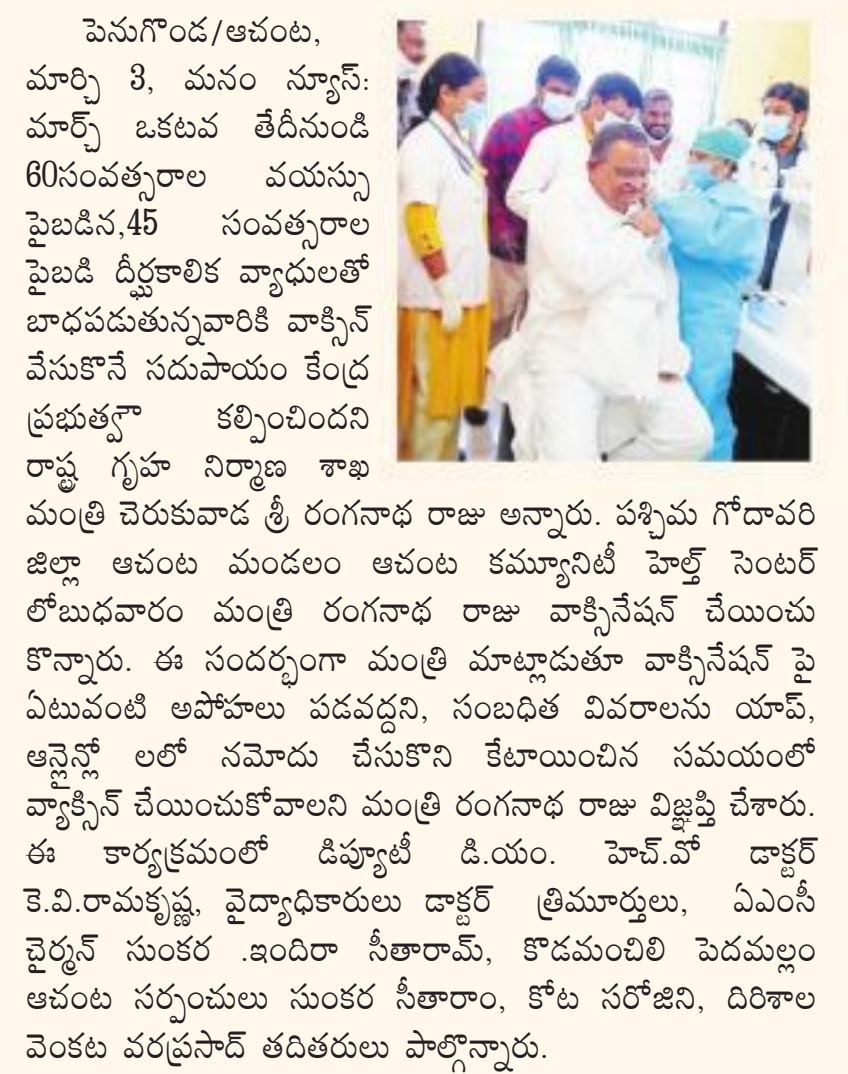 పెనుగొండ/ఆచంట,
మార్చి 3, మనం న్యూస్:
మార్చ్ ఒకటవ తేదీనుండి
60సంవత్సరాల వయస్సు
పైబడిన,45 సంవత్సరాల
పైబడి దీర్ఘకాలిక వ్యాధులతో
బాధపడుతున్నవారికి వాక్సిన్
వేసుకొనే సదుపాయం కేంద్ర
ప్రభుత్వౌ కల్పించిందని
రాష్ట్ర గృహ నిర్మాణ శాఖ
మంత్రి చెరుకువాడ శ్రీ రంగనాథ రాజు అన్నారు. పశ్చిమ గోదావరి
జిల్లా ఆచంట మండలం ఆచంట కమ్యూనిటీ హెల్త్ సెంటర్
లోబుధవారం మంత్రి రంగనాథ రాజు వాక్సినేషన్ చేయించు
కొన్నారు. ఈ సందర్భంగా మంత్రి మాట్లాడుతూ వాక్సినేషన్ పై
ఏటువంటి అపోహలు పడవద్దని, సంబధిత వివరాలను యాప్,
ఆన్లైన్లో లలో నమోదు చేసుకొని కేటాయించిన సమయంలో
వ్యాక్సిన్ చేయించుకోవాలని మంత్రి రంగనాథ రాజు విజ్ఞప్తి చేశారు.
ఈ కార్యక్రమంలో డిప్యూటీ డి.యం. హెచ్.వో డాక్టర్
కె.వి.రామకృష్ణ, వైద్యాధికారులు డాక్టర్ త్రిమూర్తులు, ఏఎంసీ
చైర్మన్ సుంకర .ఇందిరా సీతారామ్, కొడమంచిలి పెదమల్లం
ఆచంట సర్పంచులు సుంకర సీతారాం, కోట సరోజిని, దిరిశాల
వెంకట వరప్రసాద్ తదితరులు పాల్గొన్నారు.